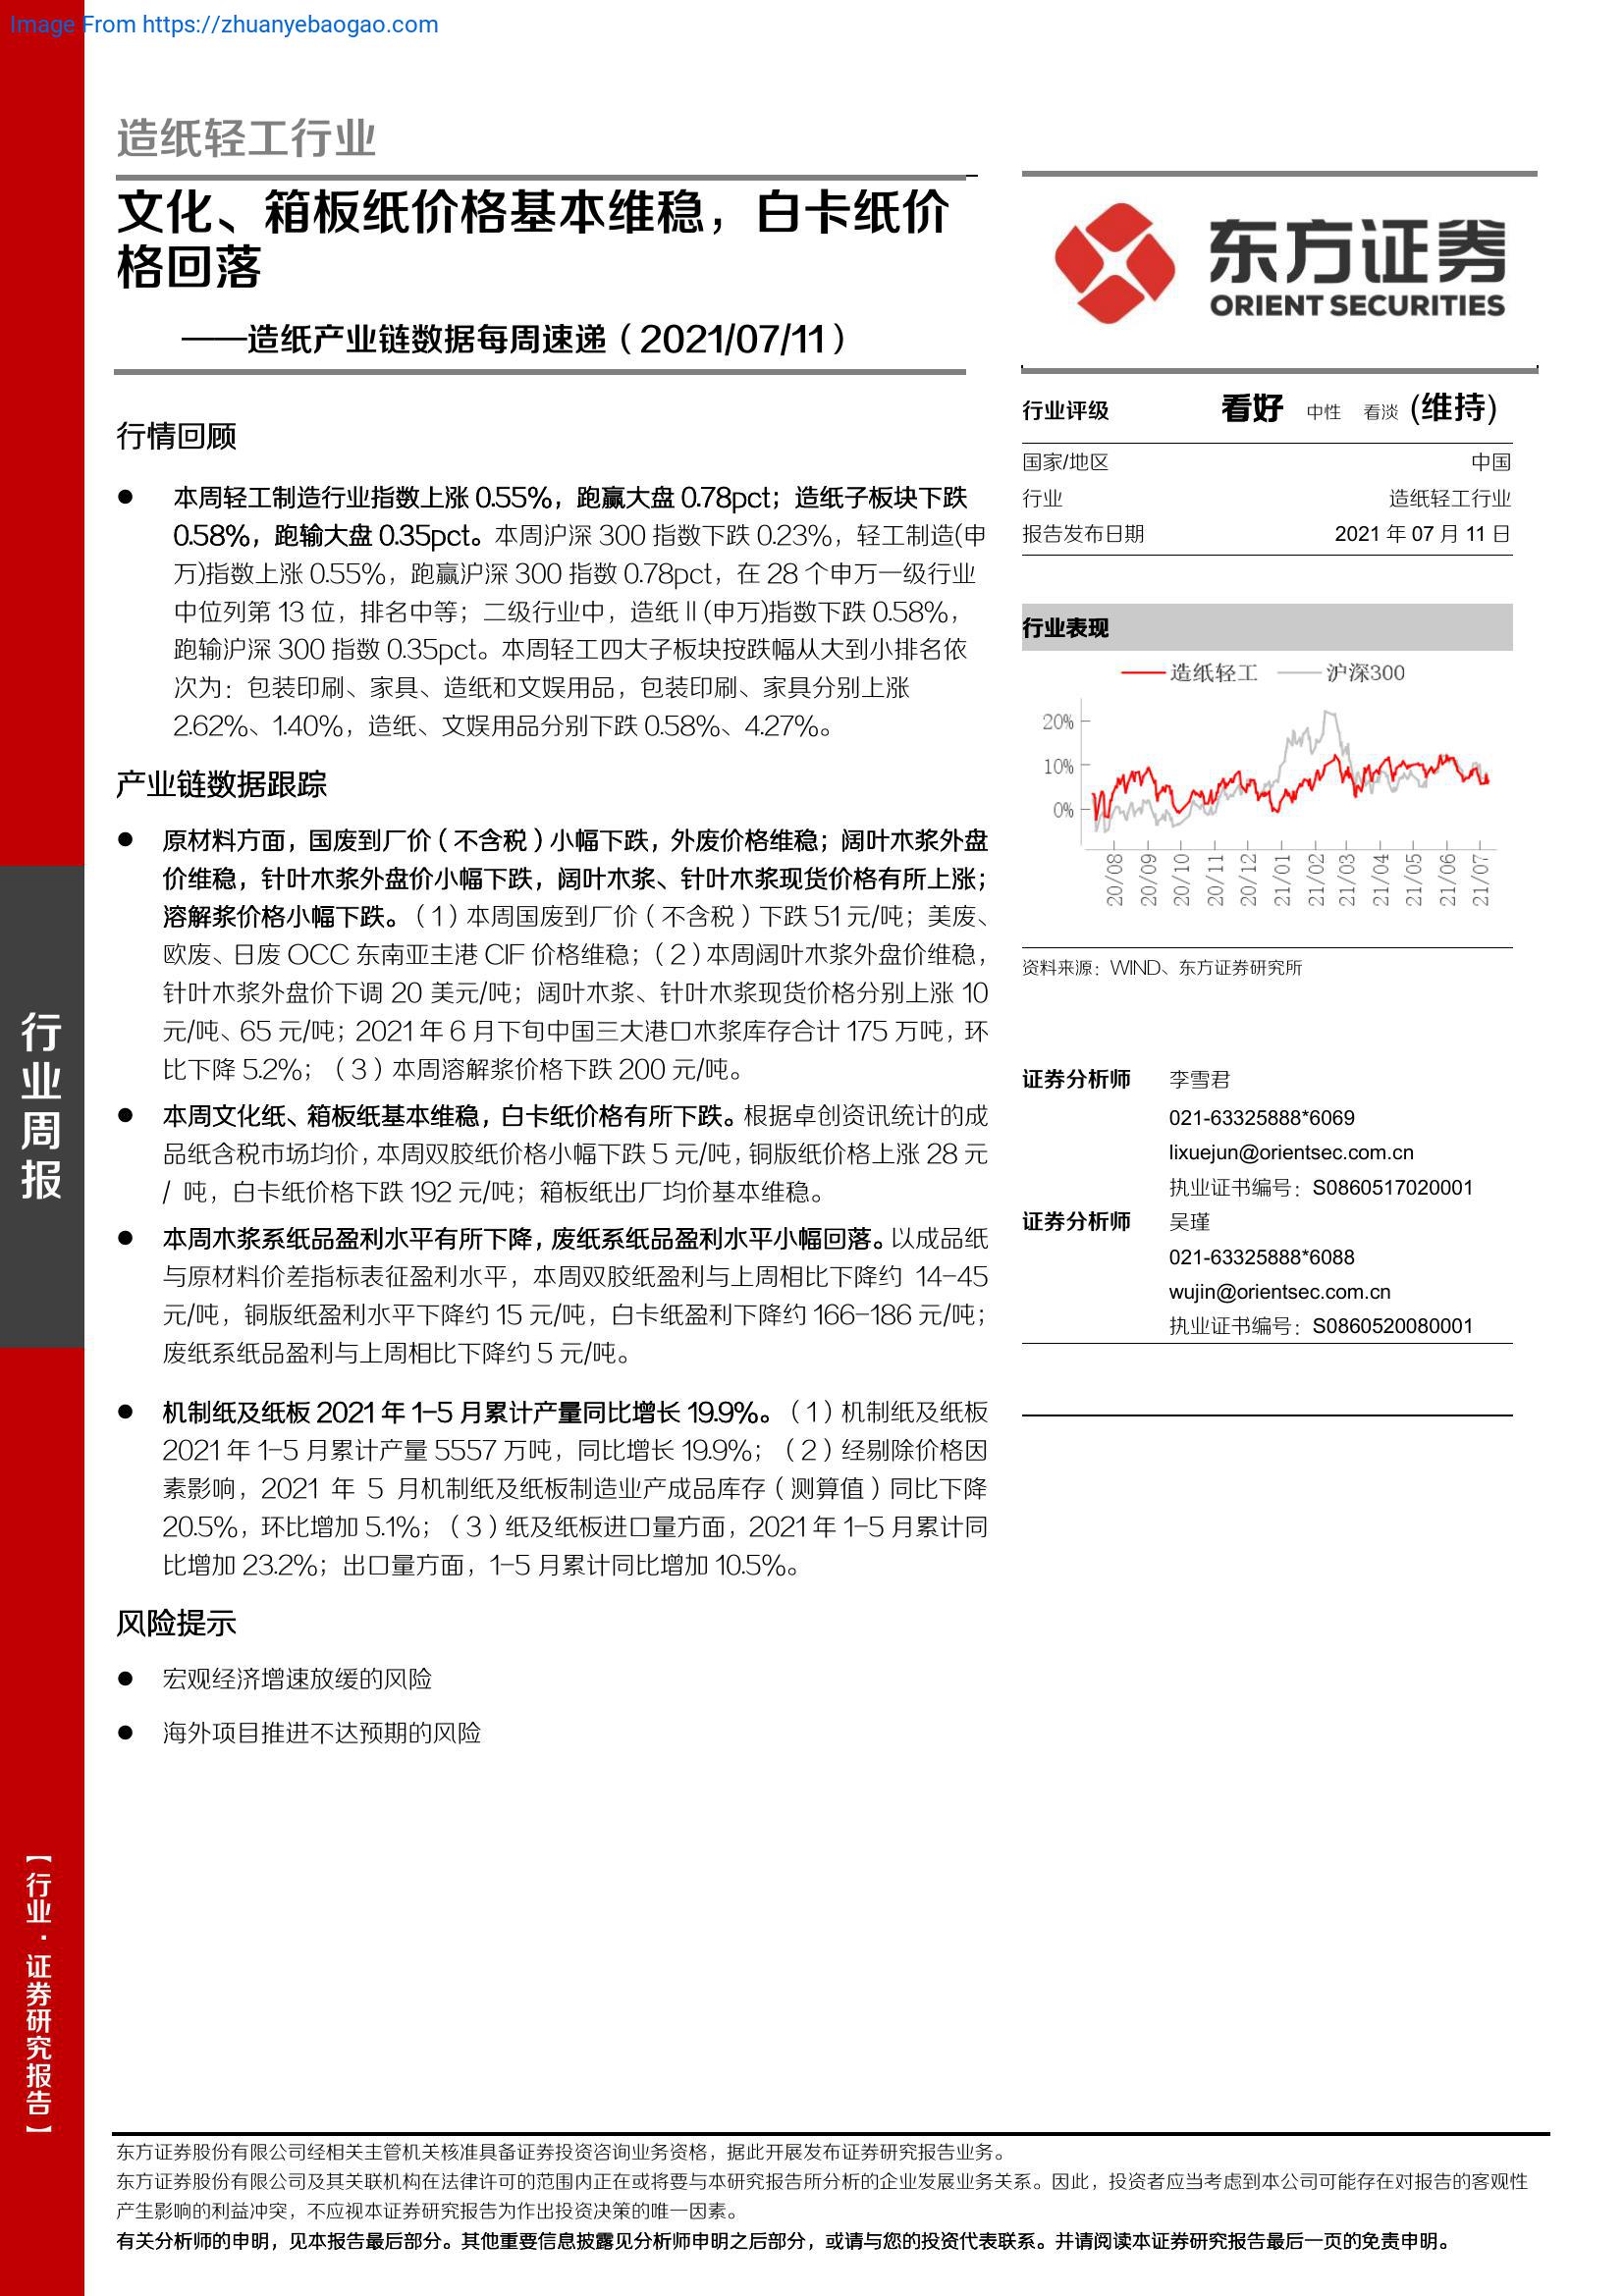 Image From https://zhuanyebaogao.com
造纸轻工行业
文化、箱板纸价格基本维稳，白卡纸价
格回落
——造纸产业链数据每周速递（2021/07/11）
行情回顾
● 本周轻工制造行业指数上涨 0.55%，跑赢大盘 0.78pct；造纸子板块下跌
0.58%，跑输大盘 0.35pct。本周沪深 300 指数下跌 0.23%，轻工制造(申
万)指数上涨 0.55%，跑赢沪深 300 指数 0.78pct，在 28 个申万一级行业
中位列第 13 位，排名中等；二级行业中，造纸Ⅱ(申万)指数下跌 0.58%，
跑输沪深 300 指数 0.35pct。本周轻工四大子板块按跌幅从大到小排名依
次为：包装印刷、家具、造纸和文娱用品，包装印刷、家具分别上涨
2.62%、1.40%，造纸、文娱用品分别下跌 0.58%、4.27%。
产业链数据跟踪
● 原材料方面，国废到厂价（不含税）小幅下跌，外废价格维稳；阔叶木浆外盘
价维稳，针叶木浆外盘价小幅下跌，阔叶木浆、针叶木浆现货价格有所上涨；
溶解浆价格小幅下跌。（1）本周国废到厂价（不含税）下跌 51 元/吨；美废、
欧废、日废 OCC 东南亚主港 CIF 价格维稳；（2）本周阔叶木浆外盘价维稳，
针叶木浆外盘价下调 20 美元/吨；阔叶木浆、针叶木浆现货价格分别上涨 10
元/吨、65 元/吨；2021 年 6 月下旬中国三大港口木浆库存合计 175 万吨，环
比下降 5.2%；（3）本周溶解浆价格下跌 200 元/吨。
● 本周文化纸、箱板纸基本维稳，白卡纸价格有所下跌。根据卓创资讯统计的成
品纸含税市场均价，本周双胶纸价格小幅下跌 5 元/吨，铜版纸价格上涨 28 元
/ 吨，白卡纸价格下跌 192 元/吨；箱板纸出厂均价基本维稳。
● 本周木浆系纸品盈利水平有所下降，废纸系纸品盈利水平小幅回落。以成品纸
与原材料价差指标表征盈利水平，本周双胶纸盈利与上周相比下降约 14-45
元/吨，铜版纸盈利水平下降约 15 元/吨，白卡纸盈利下降约 166-186 元/吨；
废纸系纸品盈利与上周相比下降约 5 元/吨。
● 机制纸及纸板 2021 年 1-5 月累计产量同比增长 19.9%。（1）机制纸及纸板
2021 年 1-5 月累计产量 5557 万吨，同比增长 19.9%；（2）经剔除价格因
素影响，2021 年 5 月机制纸及纸板制造业产成品库存（测算值）同比下降
20.5%，环比增加 5.1%；（3）纸及纸板进口量方面，2021 年 1-5 月累计同
比增加 23.2%；出口量方面，1-5 月累计同比增加 10.5%。
风险提示
● 宏观经济增速放缓的风险
● 海外项目推进不达预期的风险
东方证券
ORIENT SECURITIES
行业评级 看好 中性 看淡 (维持)
国家/地区 中国
行业 造纸轻工行业
报告发布日期 2021 年 07 月 11 日
行业表现
造纸轻工 沪深300
20%
10%
0%
20/08 20/09 20/10 20/11 20/12 21/01 21/02 21/03 21/04 21/05 21/06 21/07
资料来源：WIND、东方证券研究所
证券分析师 李雪君
021-63325888*6069
lixuejun@orientsec.com.cn
执业证书编号：S0860517020001
证券分析师 吴瑾
021-63325888*6088
wujin@orientsec.com.cn
执业证书编号：S0860520080001
行业周报
【行业·证券研究报告】
东方证券股份有限公司经相关主管机关核准具备证券投资咨询业务资格，据此开展发布证券研究报告业务。
东方证券股份有限公司及其关联机构在法律许可的范围内正在或将要与本研究报告所分析的企业发展业务关系。因此，投资者应当考虑到本公司可能存在对报告的客观性
产生影响的利益冲突，不应视本证券研究报告为作出投资决策的唯一因素。
有关分析师的申明，见本报告最后部分。其他重要信息披露见分析师申明之后部分，或请与您的投资代表联系。并请阅读本证券研究报告最后一页的免责申明。